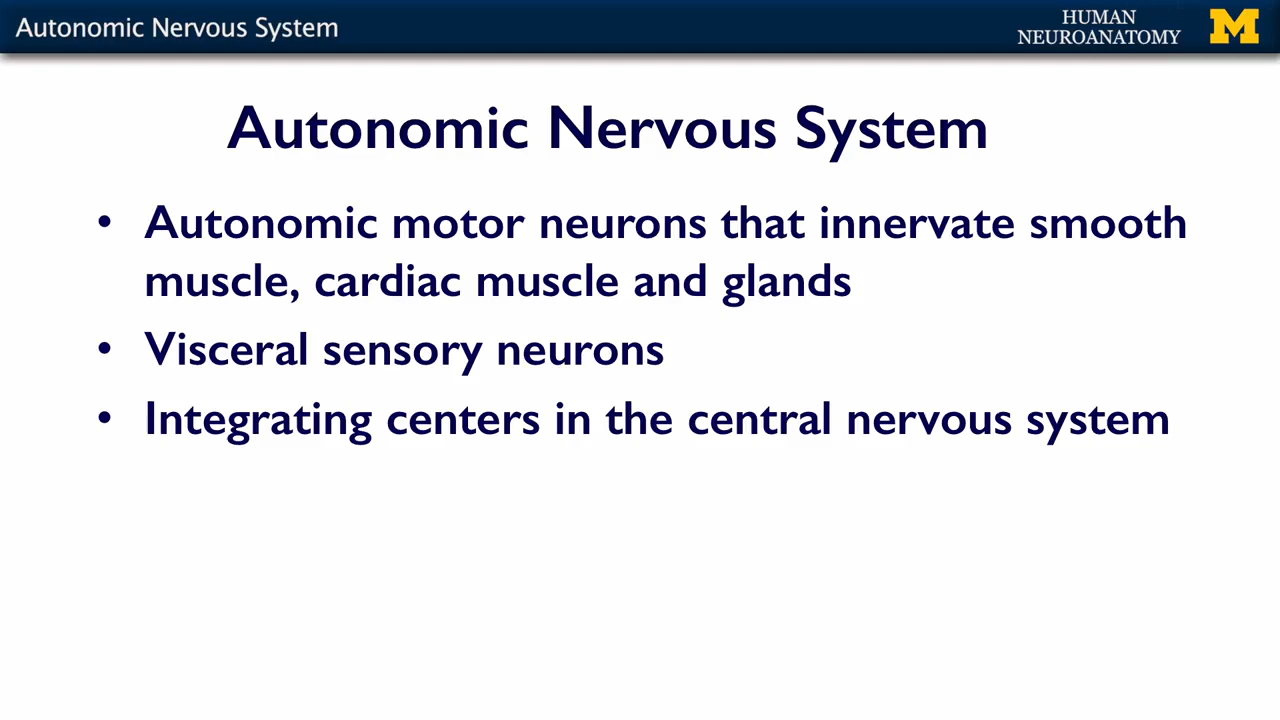 Autonomic Nervous System
HUMAN
NEUROANATOMY
M
Autonomic Nervous System
• Autonomic motor neurons that innervate smooth
muscle, cardiac muscle and glands
• Visceral sensory neurons
• Integrating centers in the central nervous system